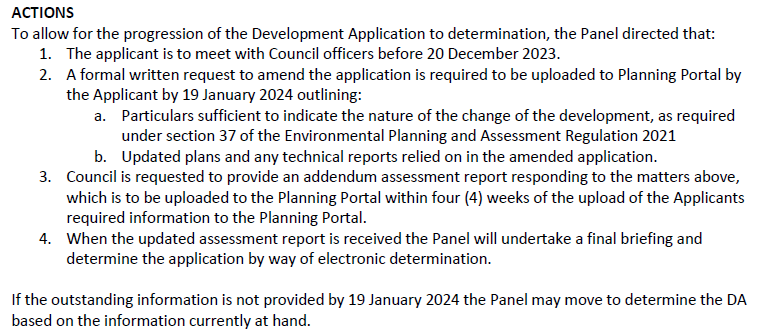 ACTIONS
To allow for the progression of the Development Application to determination, the Panel directed that:
1. The applicant is to meet with Council officers before 20 December 2023.
2. A formal written request to amend the application is required to be uploaded to Planning Portal by
the Applicant by 19 January 2024 outlining:
a. Particulars sufficient to indicate the nature of the change of the development, as required
under section 37 of the Environmental Planning and Assessment Regulation 2021
b. Updated plans and any technical reports relied on in the amended application.
3. Council is requested to provide an addendum assessment report responding to the matters above,
which is to be uploaded to the Planning Portal within four (4) weeks of the upload of the Applicants
required information to the Planning Portal.
4. When the updated assessment report is received the Panel will undertake a final briefing and
determine the application by way of electronic determination.
If the outstanding information is not provided by 19 January 2024 the Panel may move to determine the DA
based on the information currently at hand.